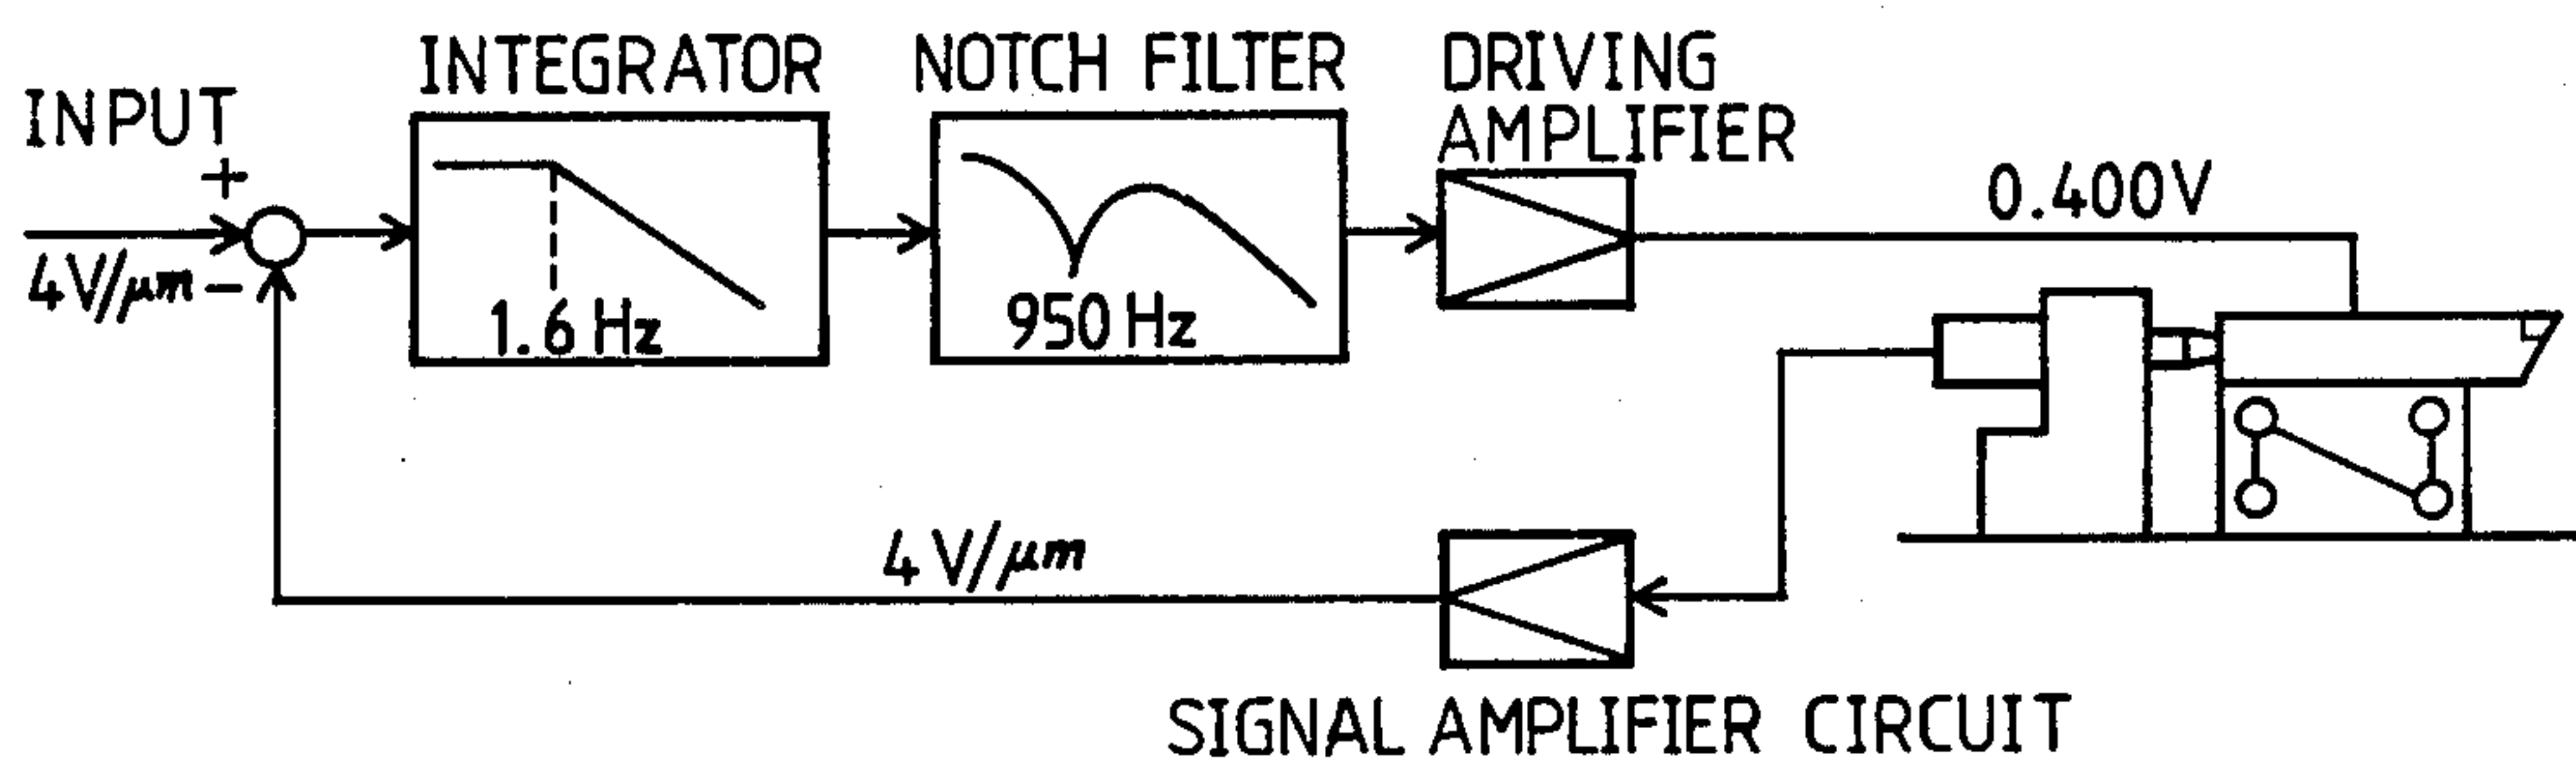 INPUT
+
4V/μm -
INTEGRATOR
1.6 Hz
NOTCH FILTER
950 Hz
DRIVING
AMPLIFIER
0.400V
4V/μm
SIGNAL AMPLIFIER CIRCUIT